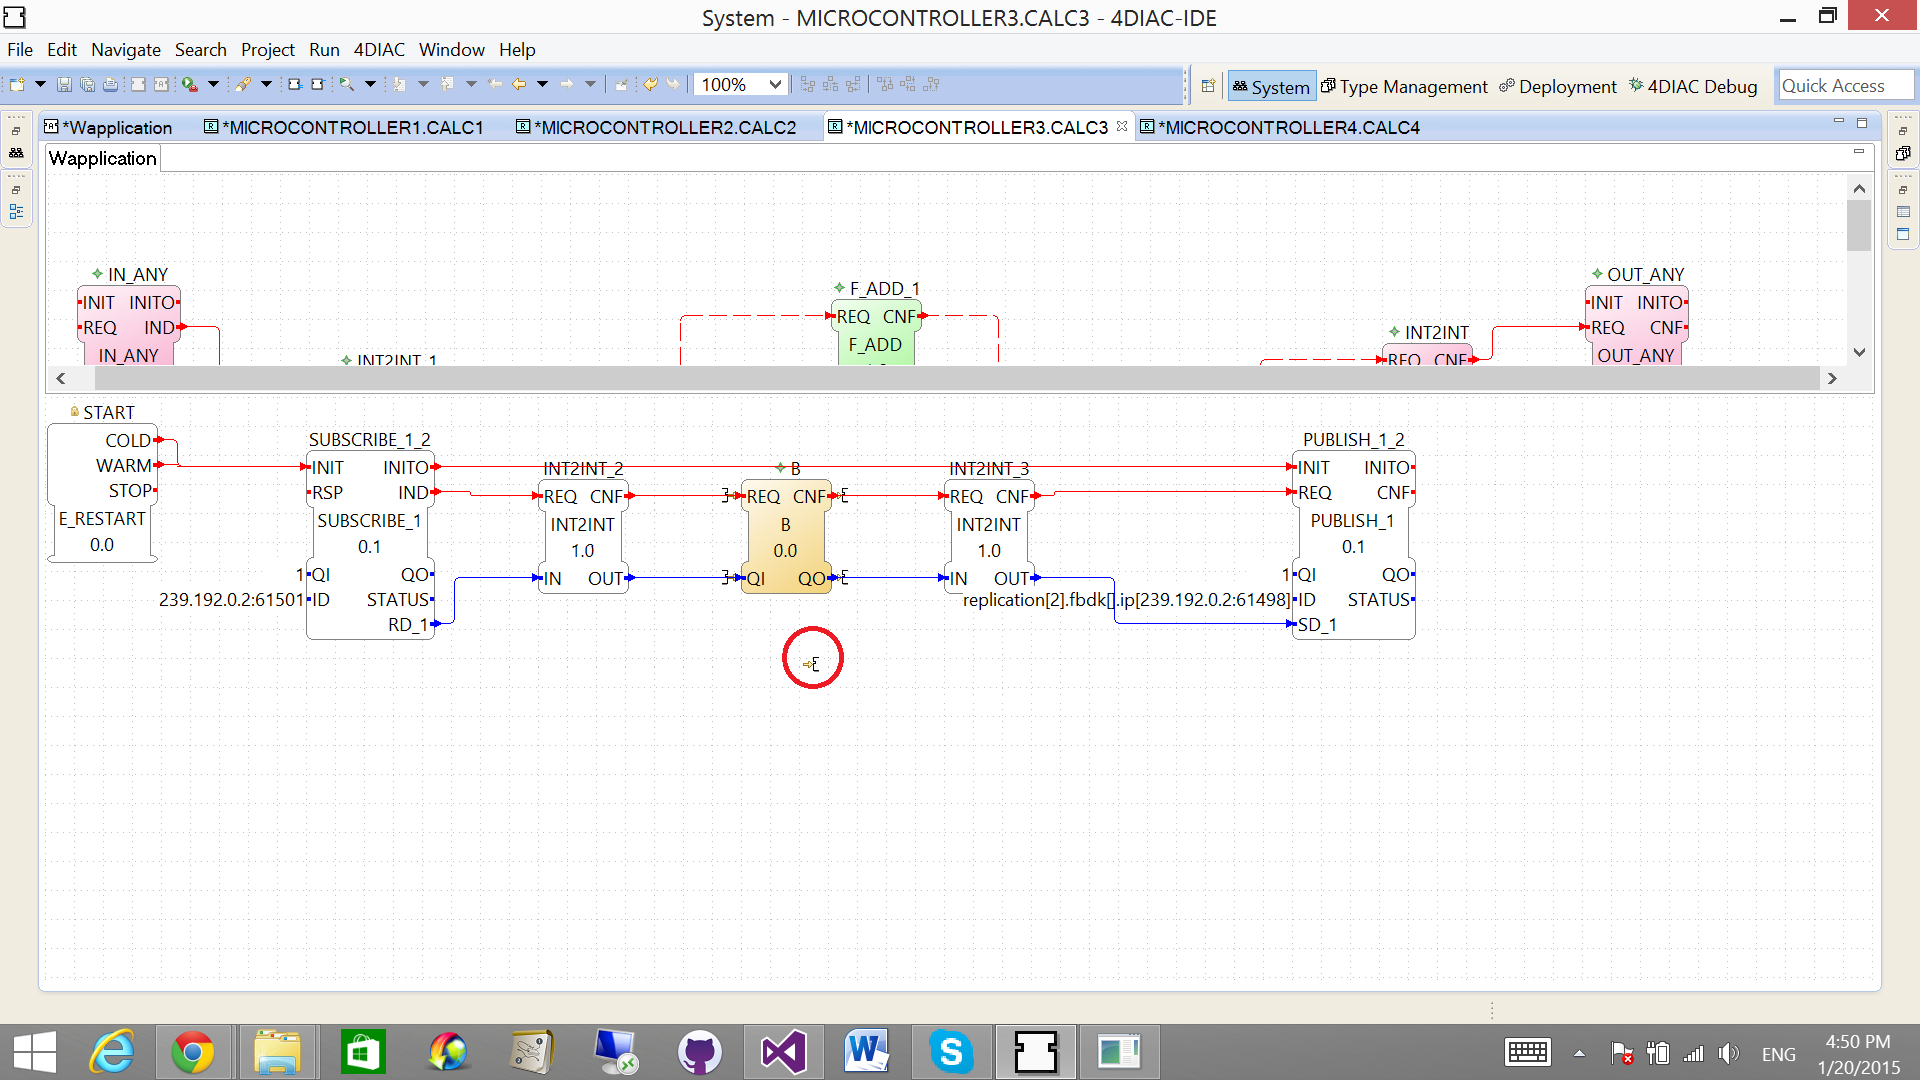 System - MICROCONTROLLER3.CALC3 - 4DIAC-IDE
File Edit Navigate Search Project Run 4DIAC Window Help
100% System Type Management Deployment 4DIAC Debug Quick Access
*Wapplication *MICROCONTROLLER1.CALC1 *MICROCONTROLLER2.CALC2 *MICROCONTROLLER3.CALC3 *MICROCONTROLLER4.CALC4
Wapplication
IN_ANY
INIT INITO
REQ IND
IN_ANY
INT2INT_1
F_ADD_1
REQ CNF
F_ADD
INT2INT
REQ CNF
OUT_ANY
INIT INITO
REQ CNF
OUT_ANY
START
COLD
WARM
STOP
E_RESTART
0.0
SUBSCRIBE_1_2
INIT INITO
RSP IND
SUBSCRIBE_1
0.1
1 QI QO
239.192.0.2:61501 ID STATUS
RD_1
INT2INT_2
REQ CNF
INT2INT
1.0
IN OUT
B
REQ CNF
B
0.0
QI QO
INT2INT_3
REQ CNF
INT2INT
1.0
IN OUT
PUBLISH_1_2
INIT INITO
REQ CNF
PUBLISH_1
0.1
1 QI QO
replication[2].fbdk[].ip[239.192.0.2:61498] ID STATUS
SD_1
ENG
4:50 PM
1/20/2015